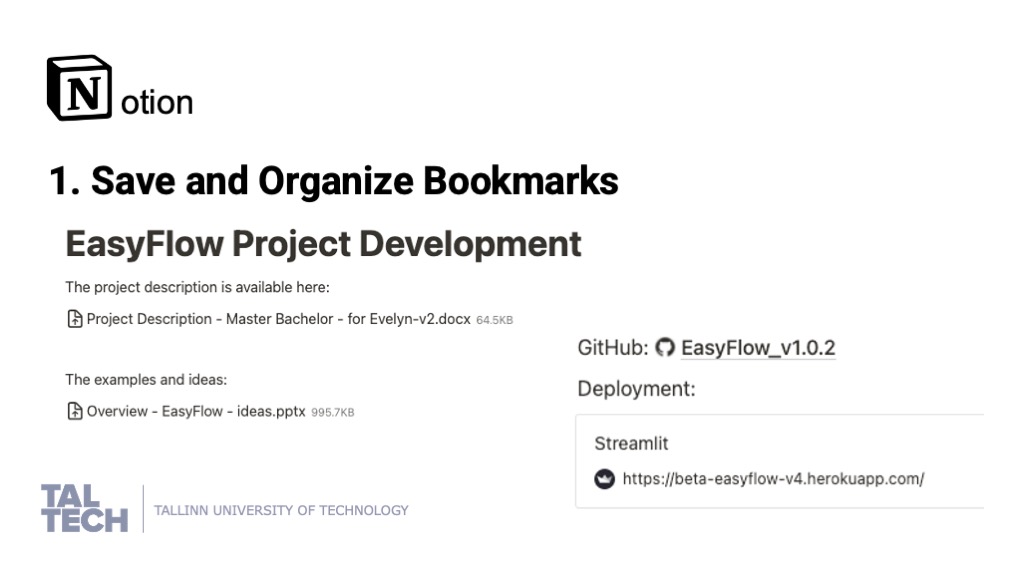 N otion
1. Save and Organize Bookmarks
EasyFlow Project Development
The project description is available here:
Project Description - Master Bachelor - for Evelyn-v2.docx 64.5KB
The examples and ideas:
Overview - EasyFlow - ideas.pptx 995.7KB
GitHub: EasyFlow_v1.0.2
Deployment:
Streamlit
https://beta-easyflow-v4.herokuapp.com/
TAL
TECH
TALLINN UNIVERSITY OF TECHNOLOGY